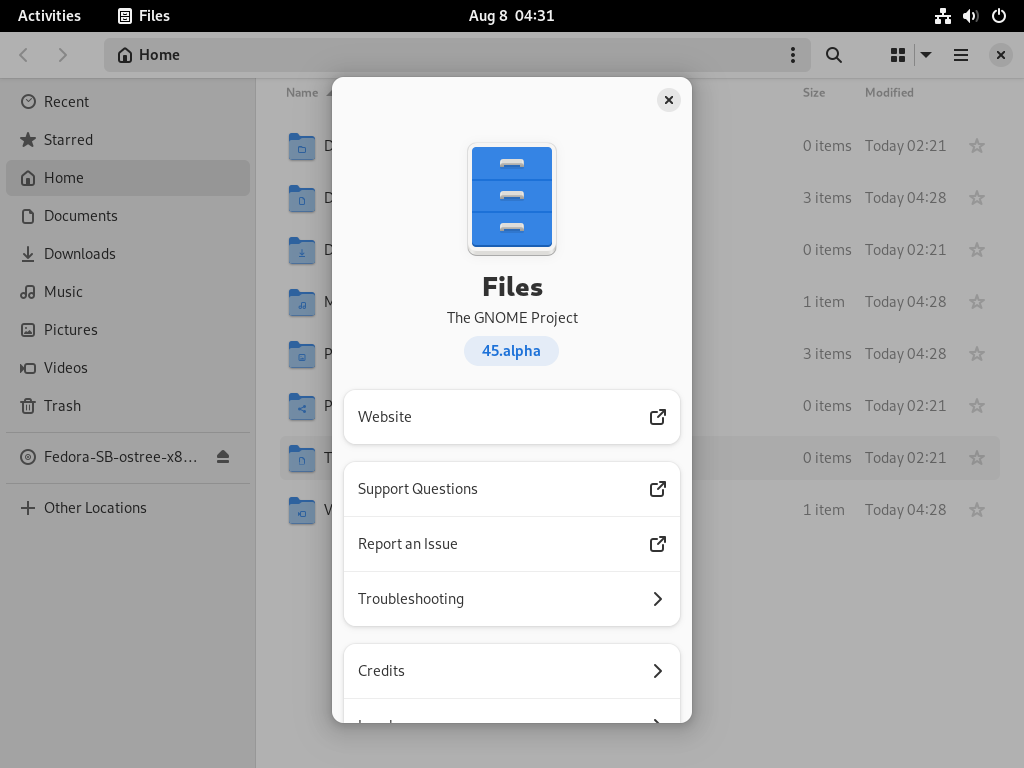 Activities
Files
Aug 8 04:31
Home
Name
Size
Modified
Recent
Starred
Home
Documents
Downloads
Music
Pictures
Videos
Trash
Fedora-SB-ostree-x8...
Other Locations
0 items Today 02:21
3 items Today 04:28
0 items Today 02:21
1 item Today 04:28
3 items Today 04:28
0 items Today 02:21
0 items Today 02:21
1 item Today 04:28
Files
The GNOME Project
45.alpha
Website
Support Questions
Report an Issue
Troubleshooting
Credits